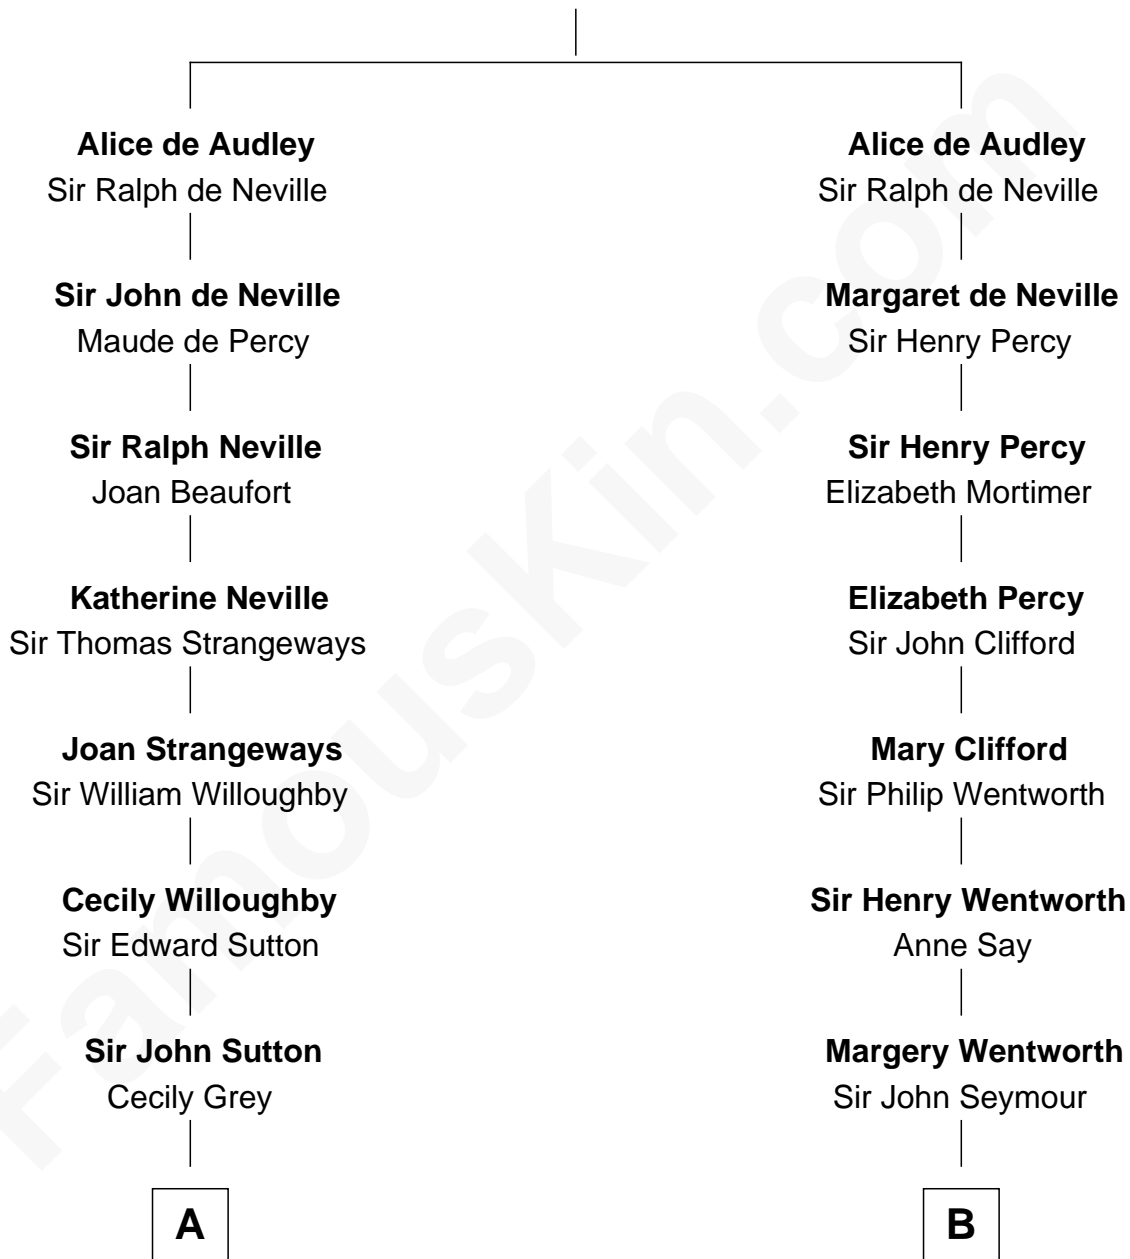 Alice de Audley
Sir Ralph de Neville
Sir John de Neville
Maude de Percy
Sir Ralph Neville
Joan Beaufort
Katherine Neville
Sir Thomas Strangeways
Joan Strangeways
Sir William Willoughby
Cecily Willoughby
Sir Edward Sutton
Sir John Sutton
Cecily Grey
A
Alice de Audley
Sir Ralph de Neville
Margaret de Neville
Sir Henry Percy
Sir Henry Percy
Elizabeth Mortimer
Elizabeth Percy
Sir John Clifford
Mary Clifford
Sir Philip Wentworth
Sir Henry Wentworth
Anne Say
Margery Wentworth
Sir John Seymour
B
FamousKin.com